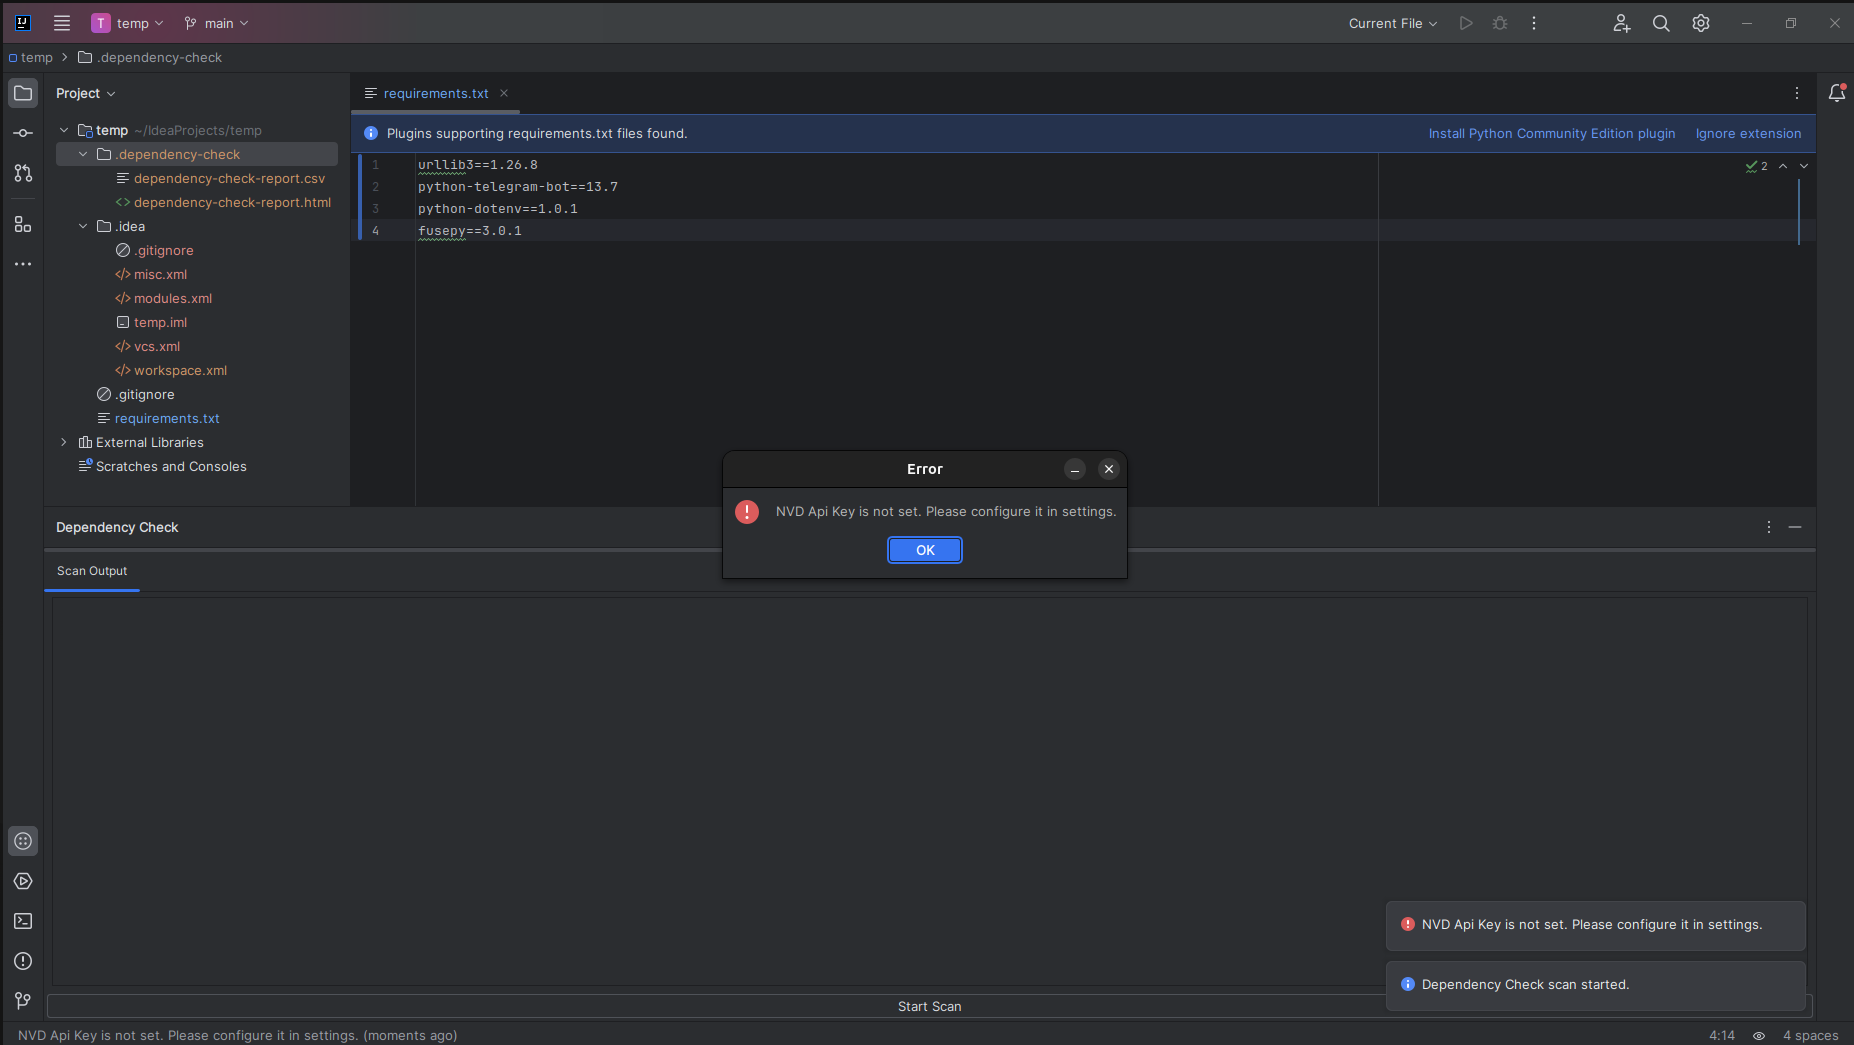 IJ
T temp
main
Current File
temp
.dependency-check
Project
requirements.txt
temp ~/IdeaProjects/temp
.dependency-check
dependency-check-report.csv
dependency-check-report.html
.idea
.gitignore
misc.xml
modules.xml
temp.iml
vcs.xml
workspace.xml
.gitignore
requirements.txt
External Libraries
Scratches and Consoles
Plugins supporting requirements.txt files found.
Install Python Community Edition plugin
Ignore extension
1 urllib3==1.26.8
2 python-telegram-bot==13.7
3 python-dotenv==1.0.1
4 fusepy==3.0.1
2
Error
NVD Api Key is not set. Please configure it in settings.
OK
Dependency Check
Scan Output
NVD Api Key is not set. Please configure it in settings.
Dependency Check scan started.
Start Scan
NVD Api Key is not set. Please configure it in settings. (moments ago)
4:14
4 spaces